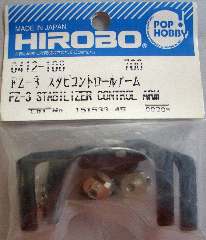 MADE IN JAPAN
HIROBO
POP
HOBBY
0412-108 700
FZ-3 スタビコントロールアーム
FZ-3 STABILIZER CONTROL ARM